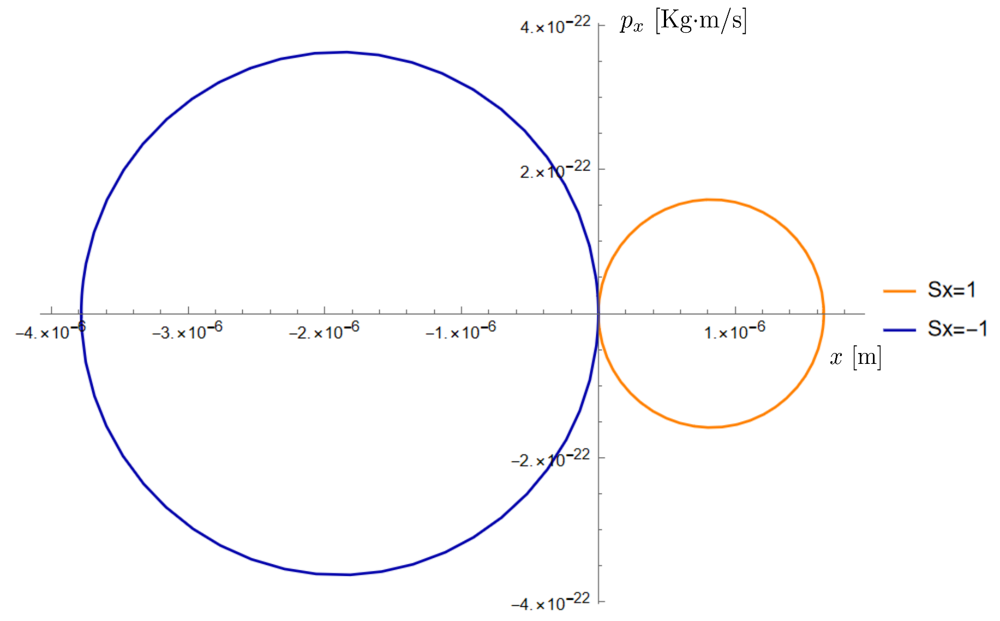 4.×10⁻²² pₓ [Kg·m/s]
2.×10⁻²²
Sx=1
−4.×10⁻⁶ −3.×10⁻⁶ −2.×10⁻⁶ −1.×10⁻⁶ 1.×10⁻⁶ Sx=−1
x [m]
−2.×10⁻²²
−4.×10⁻²²